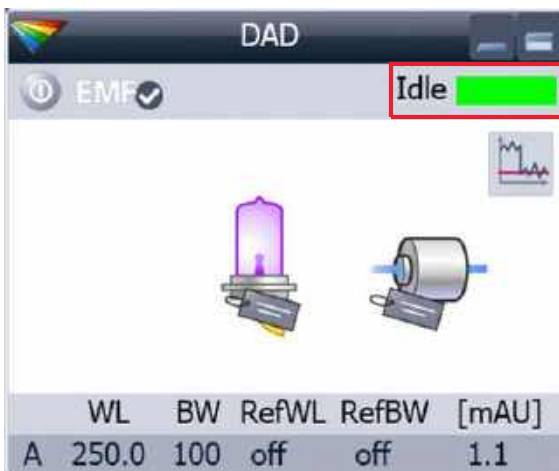 DAD
EMF
Idle
WL BW RefWL RefBW [mAU]
A 250.0 100 off off 1.1